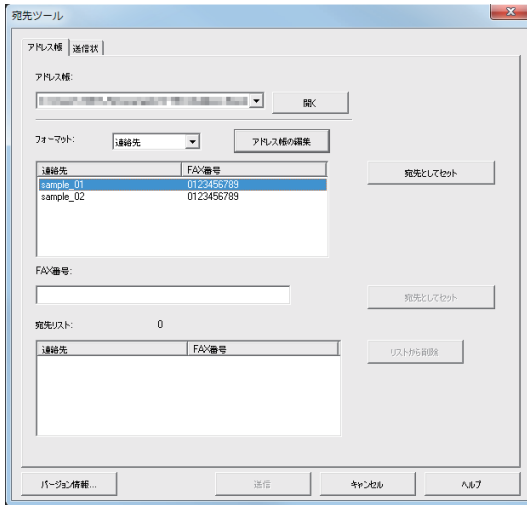 宛先ツール
アドレス帳 送信状
アドレス帳:
開く
フォーマット: 連絡先 アドレス帳の編集
連絡先 FAX番号
sample_01 0123456789
sample_02 0123456789
宛先としてセット
FAX番号:
宛先としてセット
宛先リスト: 0
連絡先 FAX番号
リストから削除
バージョン情報... 送信 キャンセル ヘルプ